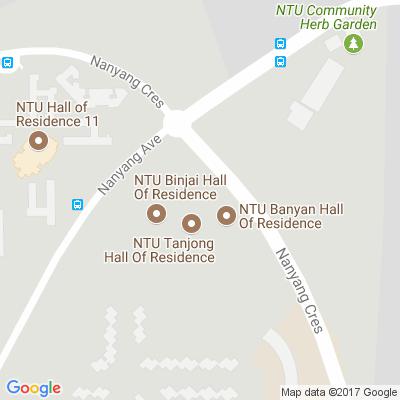 NTU Community
Herb Garden
Nanyang Cres
NTU Hall of
Residence 11
Nanyang Ave
NTU Binjai Hall
Of Residence
NTU Banyan Hall
Of Residence
NTU Tanjong
Hall Of Residence
Nanyang Cres
Google
Map data ©2017 Google